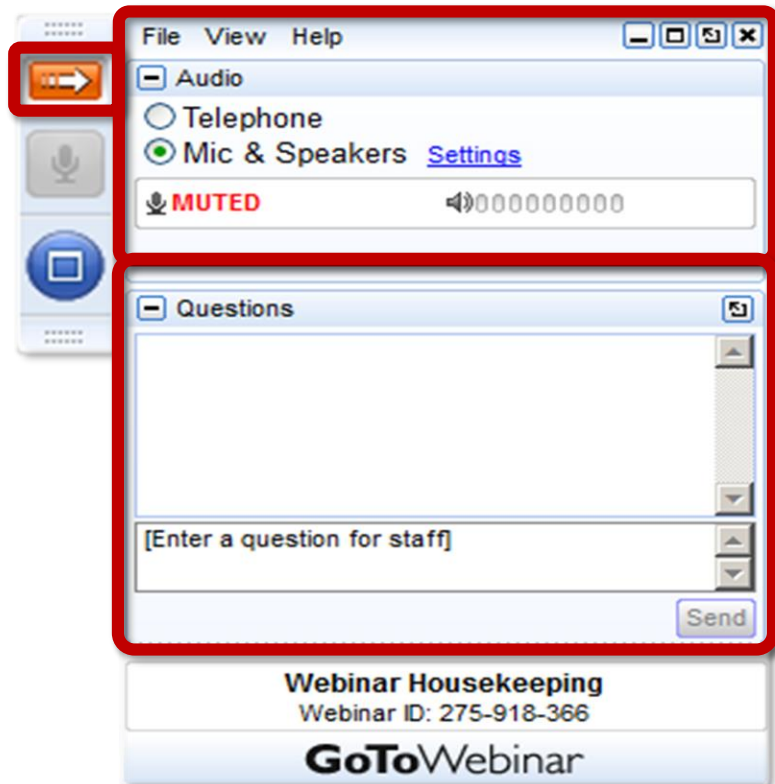 File View Help
Audio
Telephone
Mic & Speakers Settings
MUTED
Questions
[Enter a question for staff]
Send
Webinar Housekeeping
Webinar ID: 275-918-366
GoToWebinar